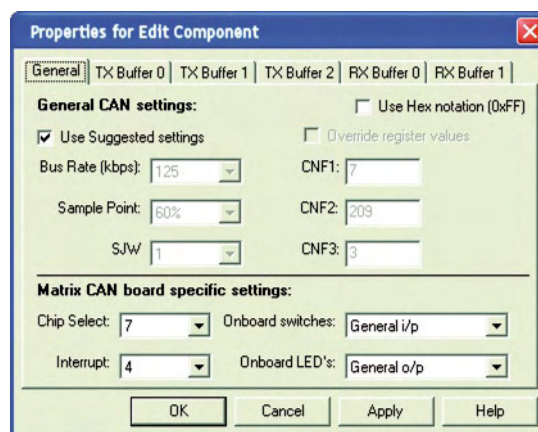 Properties for Edit Component
General TX Buffer 0 TX Buffer 1 TX Buffer 2 RX Buffer 0 RX Buffer 1
General CAN settings: Use Hex notation (0xFF)
Use Suggested settings Override register values
Bus Rate (kbps): 125 CNF1: 7
Sample Point: 60% CNF2: 209
SJW 1 CNF3: 3
Matrix CAN board specific settings:
Chip Select: 7 Onboard switches: General i/p
Interrupt: 4 Onboard LED's: General o/p
OK Cancel Apply Help